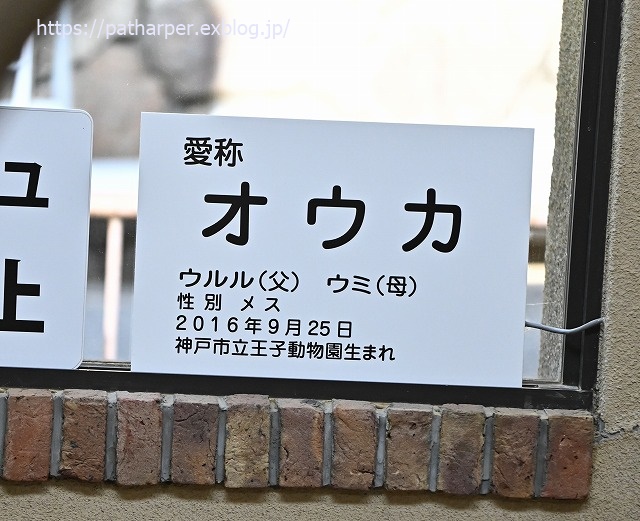 https://patharper.exblog.jp/
愛称
オウカ
ウルル(父) ウミ(母)
性別 メス
2016年9月25日
神戸市立王子動物園生まれ
ュ
止